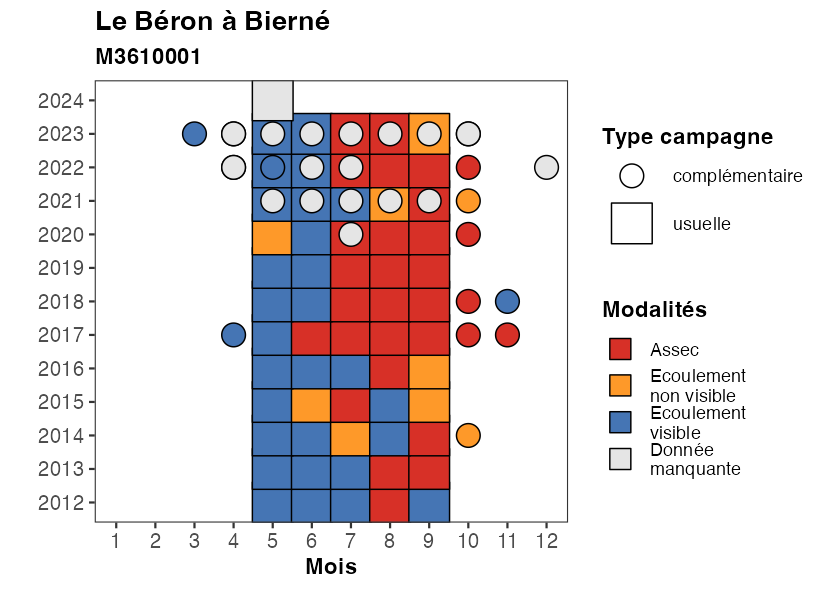 Le Béron à Bierné
M3610001
2024
2023
2022
2021
2020
2019
2018
2017
2016
2015
2014
2013
2012
1 2 3 4 5 6 7 8 9 10 11 12
Mois
Type campagne
complémentaire
usuelle
Modalités
Assec
Ecoulement
non visible
Ecoulement
visible
Donnée
manquante